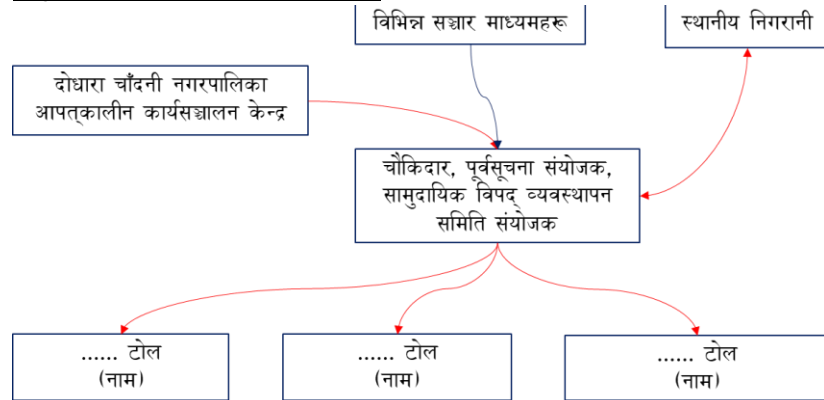 विभिन्न सञ्चार माध्यमहरू
स्थानीय निगरानी
दोधारा चाँदनी नगरपालिका
आपत्कालीन कार्यसञ्चालन केन्द्र
चौकिदार, पूर्वसूचना संयोजक,
सामुदायिक विपद् व्यवस्थापन
समिति संयोजक
...... टोल
(नाम)
...... टोल
(नाम)
...... टोल
(नाम)